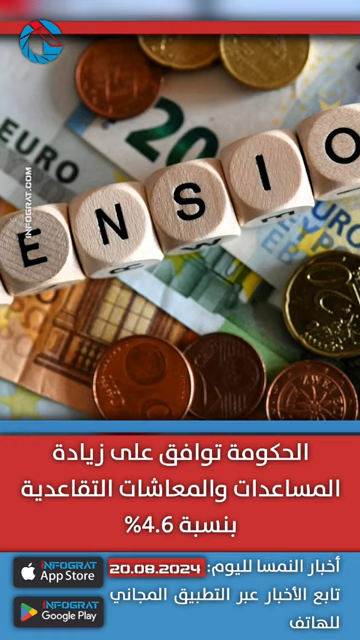 EURO
20
INFOGRAT.COM
ENSIO
EURO
الحكومة توافق على زيادة
المساعدات والمعاشات التقاعدية
بنسبة 4.6%
أخبار النمسا لليوم: 20.08.2024
تابع الأخبار عبر التطبيق المجاني
للهاتف
INFOGRAT
App Store
INFOGRAT
Google Play